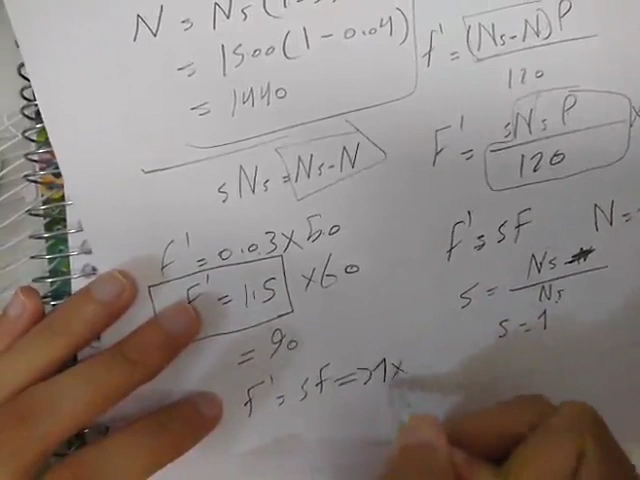 N = Ns(1-s
= 1500(1-0.04)
= 1440
sNs = Ns-N
f' = 0.03×50
F' = 1.5 ×60
= 90
F' = sf = >1×
f' = (Ns-N)P
120
F' = =NsP
120
f' = sF N=
s = Ns-
Ns
s = 1